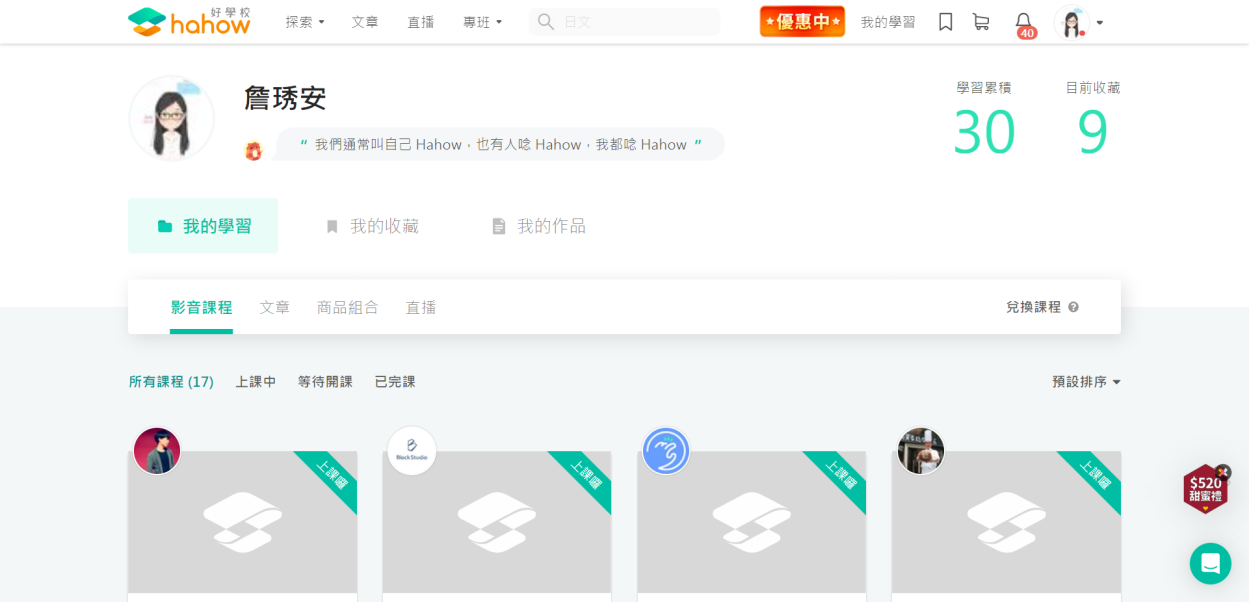 好學校
hahow
探索 文章 直播 專班 日文 優惠中 我的學習 40
詹琇安
“ 我們通常叫自己 Hahow，也有人唸 Hahow，我都唸 Hahow ”
學習累積 目前收藏
30 9
我的學習 我的收藏 我的作品
影音課程 文章 商品組合 直播 兌換課程
所有課程 (17) 上課中 等待開課 已完課 預設排序
上課囉 上課囉 上課囉 上課囉
Block Studio
$520
甜蜜禮